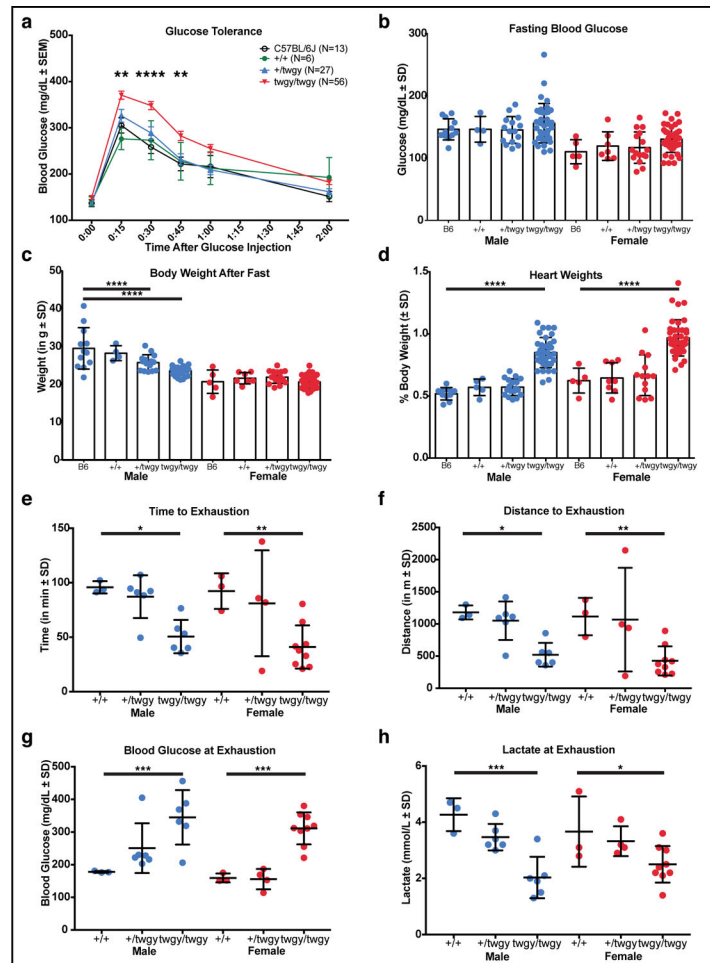 a
Glucose Tolerance
Blood Glucose (mg/dL ± SEM)
400
300
200
100
** **** **
C57BL/6J (N=13)
+/+ (N=6)
+/twgy (N=27)
twgy/twgy (N=56)
0:00 0:15 0:30 0:45 1:00 1:15 1:30 1:45 2:00
Time After Glucose Injection
b
Fasting Blood Glucose
Glucose (mg/dL ± SD)
300
200
100
0
B6 +/+ +/twgy twgy/twgy B6 +/+ +/twgy twgy/twgy
Male Female
c
Body Weight After Fast
Weight (in g ± SD)
50
40
30
20
10
0
****
****
B6 +/+ +/twgy twgy/twgy B6 +/+ +/twgy twgy/twgy
Male Female
d
Heart Weights
% Body Weight (± SD)
1.5
1.0
0.5
0
**** ****
B6 +/+ +/twgy twgy/twgy B6 +/+ +/twgy twgy/twgy
Male Female
e
Time to Exhaustion
Time (in min ± SD)
150
100
50
0
* **
+/+ +/twgy twgy/twgy +/+ +/twgy twgy/twgy
Male Female
f
Distance to Exhaustion
Distance (in m ± SD)
2500
2000
1500
1000
500
0
* **
+/+ +/twgy twgy/twgy +/+ +/twgy twgy/twgy
Male Female
g
Blood Glucose at Exhaustion
Blood Glucose (mg/dL ± SD)
500
400
300
200
100
0
*** ***
+/+ +/twgy twgy/twgy +/+ +/twgy twgy/twgy
Male Female
h
Lactate at Exhaustion
Lactate (mmol/L ± SD)
6
4
2
0
*** *
+/+ +/twgy twgy/twgy +/+ +/twgy twgy/twgy
Male Female